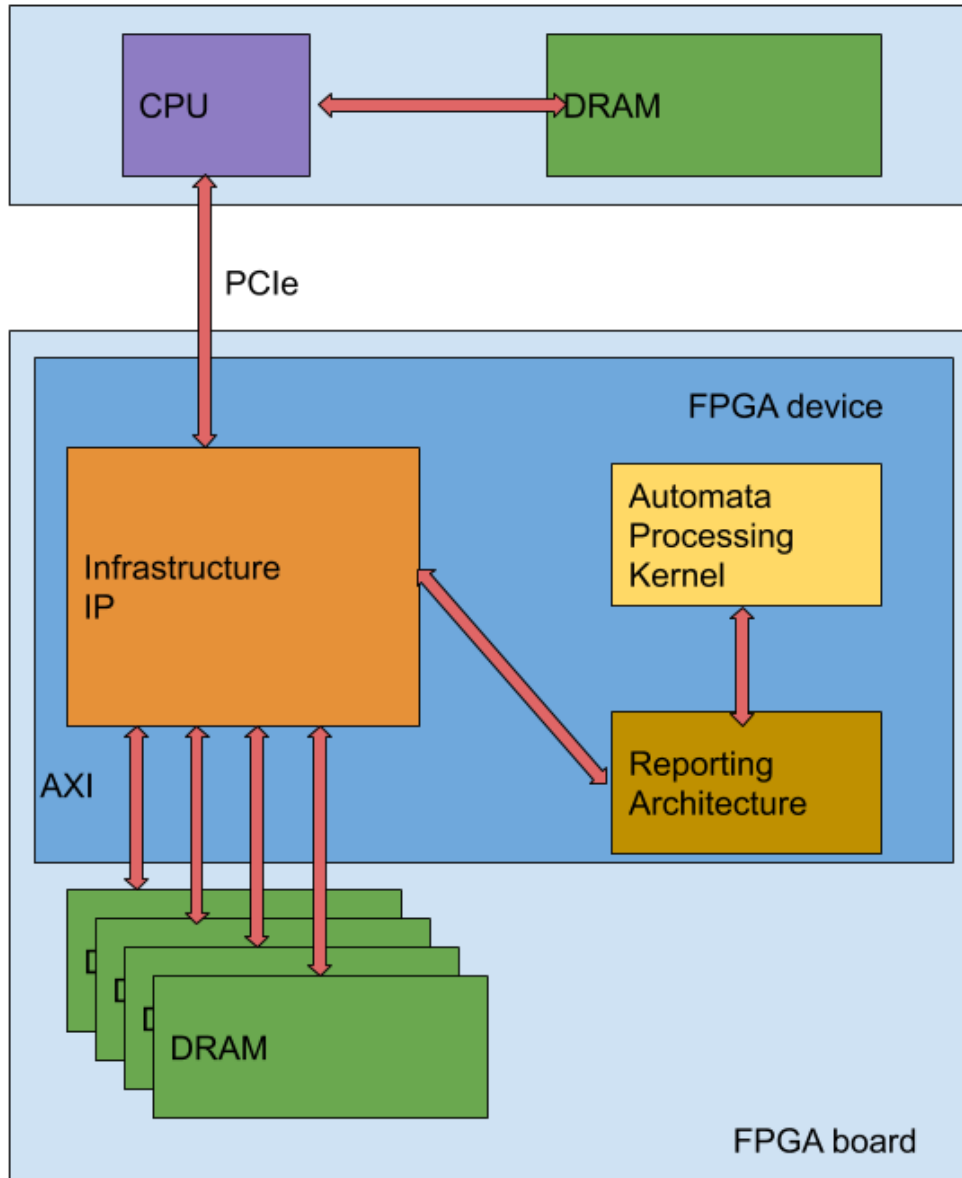 CPU
DRAM
PCIe
FPGA device
Automata
Processing
Kernel
Infrastructure
IP
Reporting
Architecture
AXI
DRAM
FPGA board